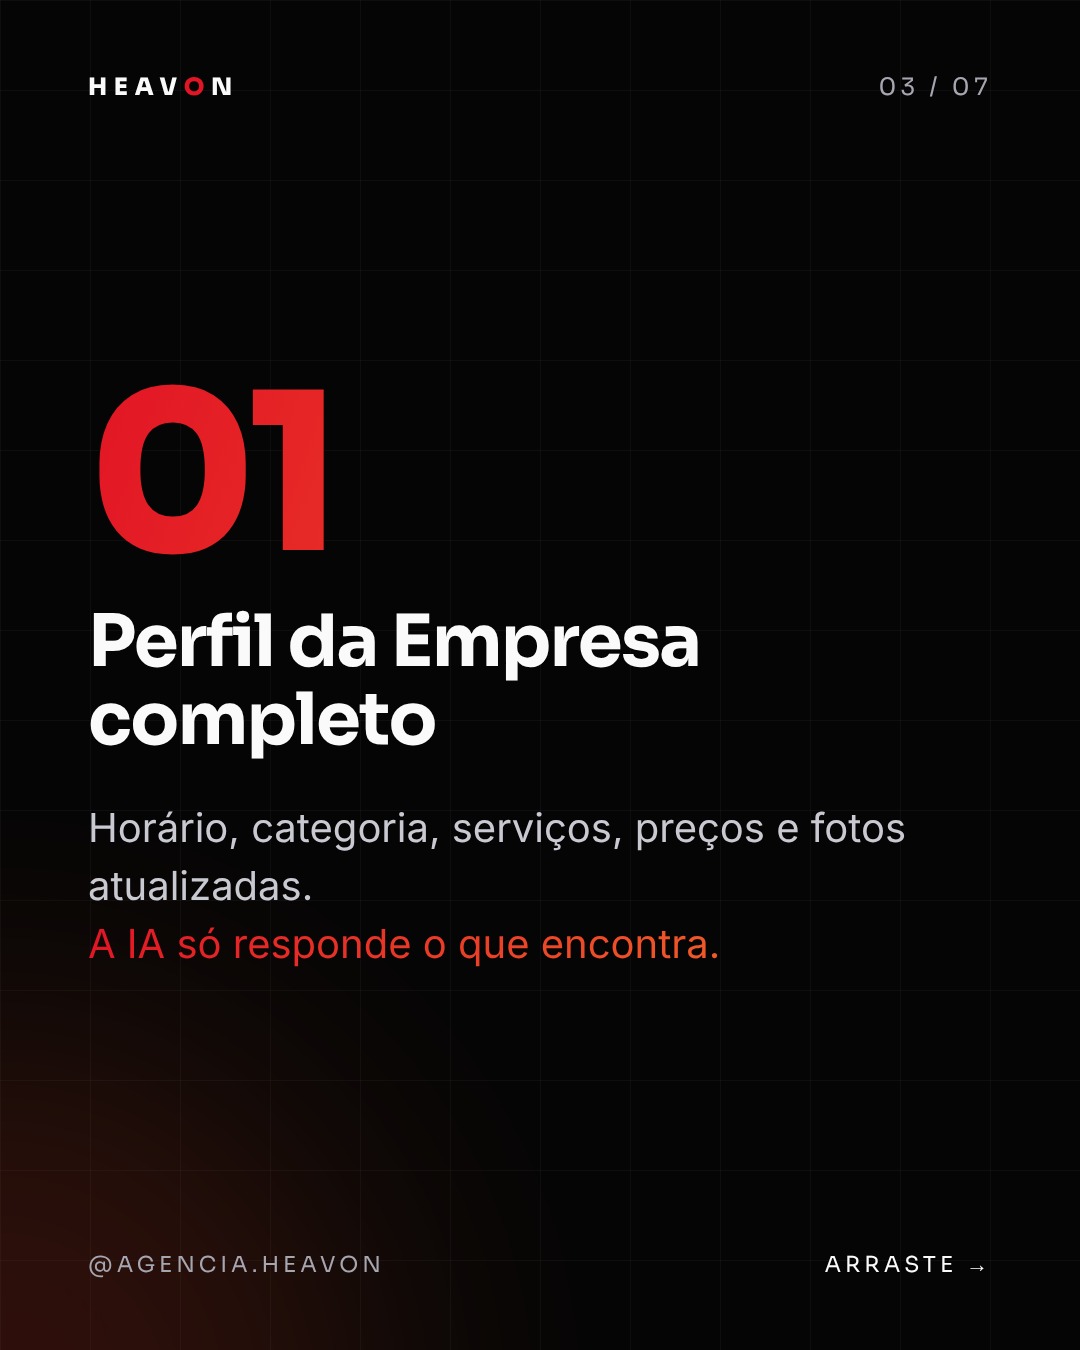 HEAVON
03 / 07
01
Perfil da Empresa
completo
Horário, categoria, serviços, preços e fotos
atualizadas.
A IA só responde o que encontra.
@AGENCIA.HEAVON
ARRASTE →